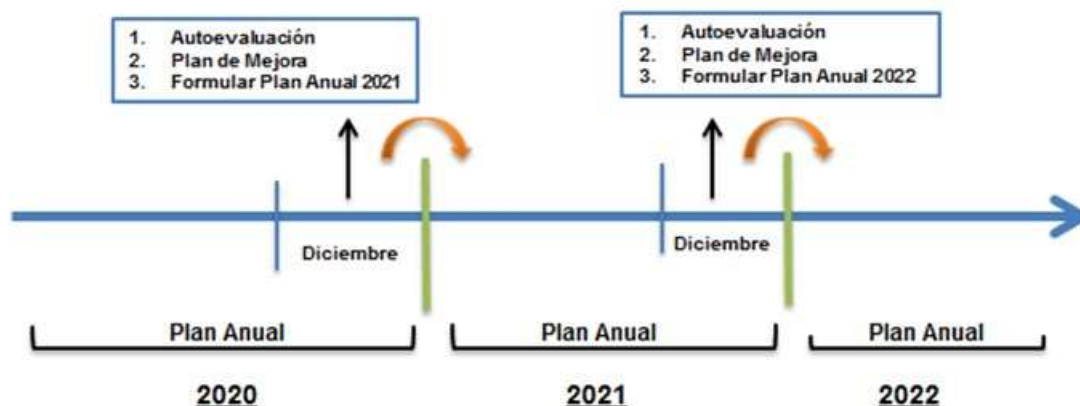 1. Autoevaluación
2. Plan de Mejora
3. Formular Plan Anual 2021
1. Autoevaluación
2. Plan de Mejora
3. Formular Plan Anual 2022
Diciembre
Diciembre
Plan Anual
Plan Anual
Plan Anual
2020
2021
2022